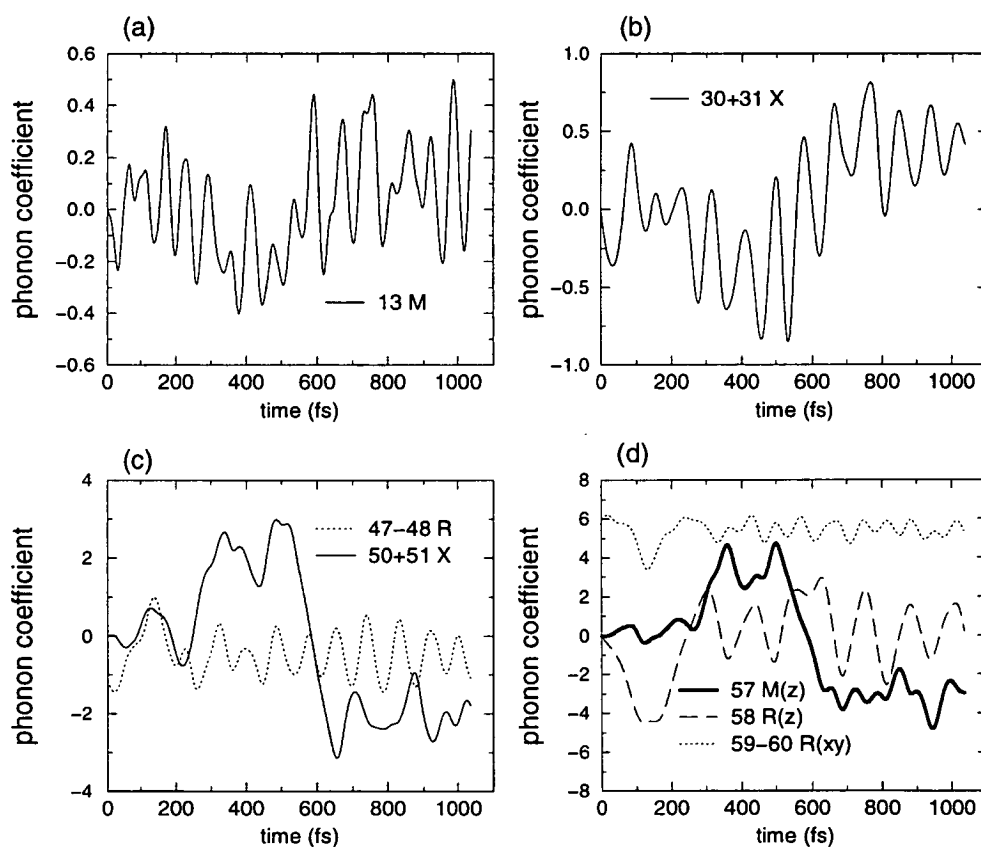 (a)
0.6
0.4
0.2
0.0
−0.2
−0.4
−0.6
phonon coefficient
13 M
0 200 400 600 800 1000
time (fs)
(b)
1.0
0.5
0.0
−0.5
−1.0
phonon coefficient
30+31 X
0 200 400 600 800 1000
time (fs)
(c)
4
2
0
−2
−4
phonon coefficient
47−48 R
50+51 X
0 200 400 600 800 1000
time (fs)
(d)
8
6
4
2
0
−2
−4
−6
−8
phonon coefficient
57 M(z)
58 R(z)
59−60 R(xy)
0 200 400 600 800 1000
time (fs)